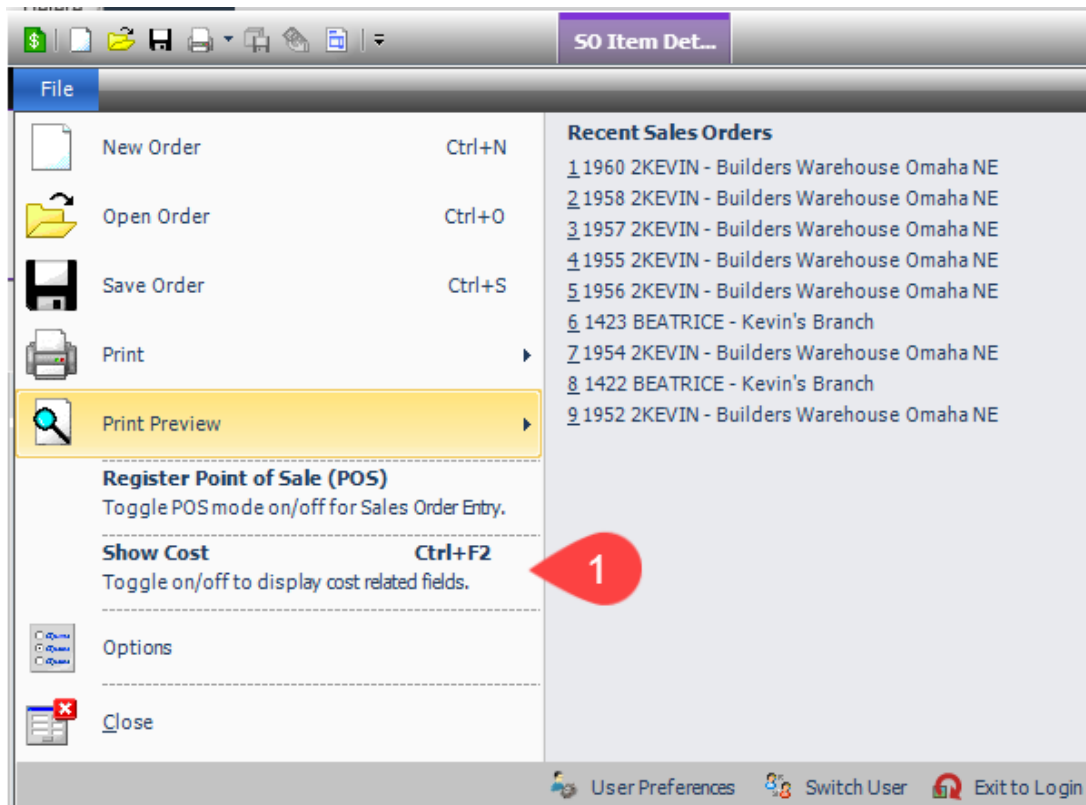 SO Item Det...
File
New Order Ctrl+N
Open Order Ctrl+O
Save Order Ctrl+S
Print
Print Preview
Register Point of Sale (POS)
Toggle POS mode on/off for Sales Order Entry.
Show Cost Ctrl+F2
Toggle on/off to display cost related fields.
1
Options
Close
Recent Sales Orders
1 1960 2KEVIN - Builders Warehouse Omaha NE
2 1958 2KEVIN - Builders Warehouse Omaha NE
3 1957 2KEVIN - Builders Warehouse Omaha NE
4 1955 2KEVIN - Builders Warehouse Omaha NE
5 1956 2KEVIN - Builders Warehouse Omaha NE
6 1423 BEATRICE - Kevin's Branch
7 1954 2KEVIN - Builders Warehouse Omaha NE
8 1422 BEATRICE - Kevin's Branch
9 1952 2KEVIN - Builders Warehouse Omaha NE
User Preferences Switch User Exit to Login